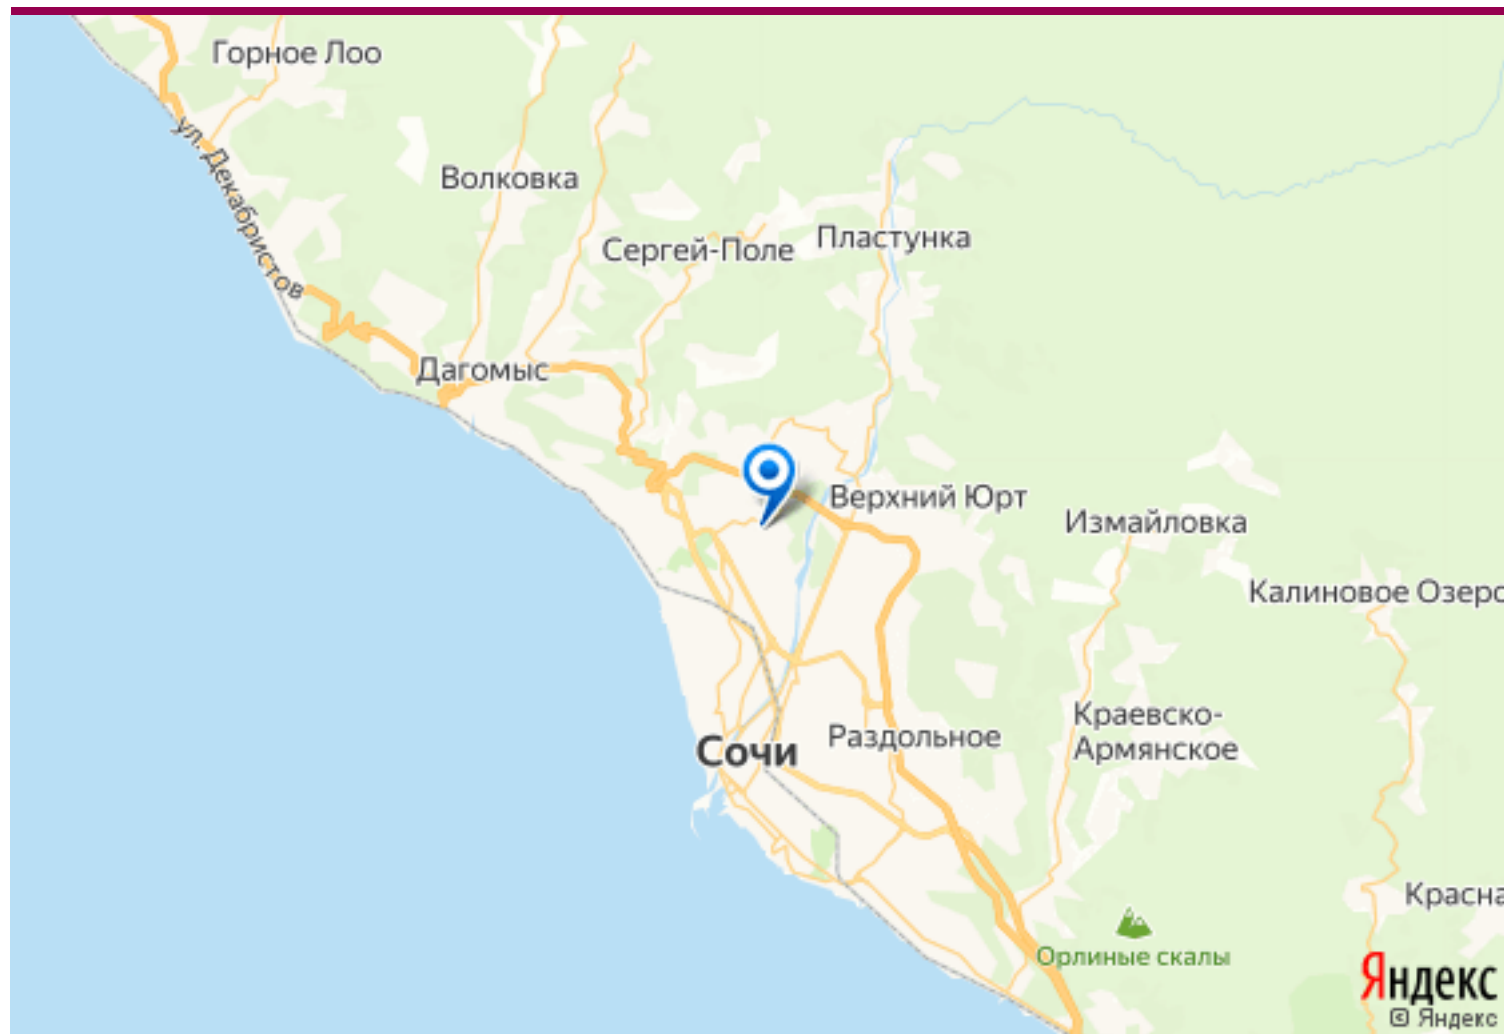 Горное Лоо
ул. Декабристов
Волковка
Сергей-Поле
Пластунка
Дагомыс
Верхний Юрт
Измайловка
Калиновое Озеро
Краевско-
Армянское
Раздольное
Сочи
Красна
Орлиные скалы
Яндекс
© Яндекс